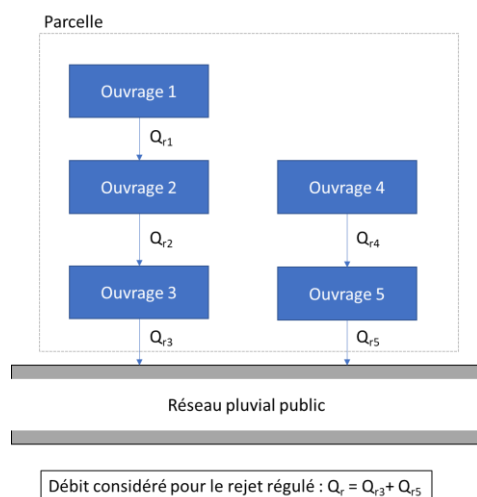 Parcelle
Ouvrage 1
Qr1
Ouvrage 2
Ouvrage 4
Qr2
Qr4
Ouvrage 3
Ouvrage 5
Qr3
Qr5
Réseau pluvial public
Débit considéré pour le rejet régulé : Qr = Qr3+ Qr5